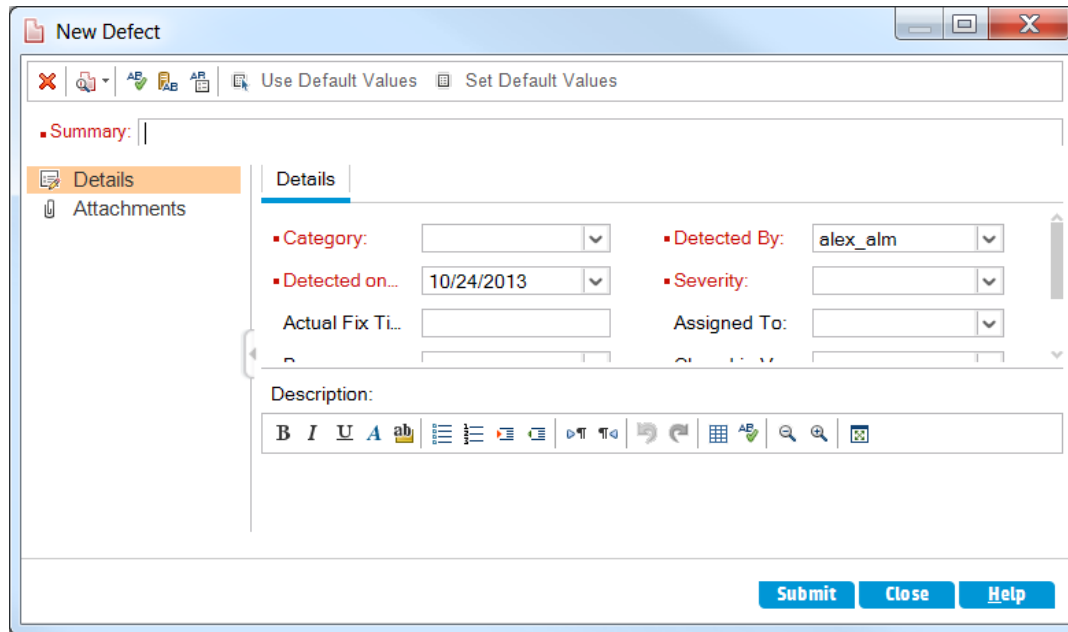 New Defect
Use Default Values Set Default Values
Summary:
Details
Attachments
Details
Category:
Detected By: alex_alm
Detected on... 10/24/2013
Severity:
Actual Fix Ti...
Assigned To:
Description:
B I U A ab
Submit Close Help